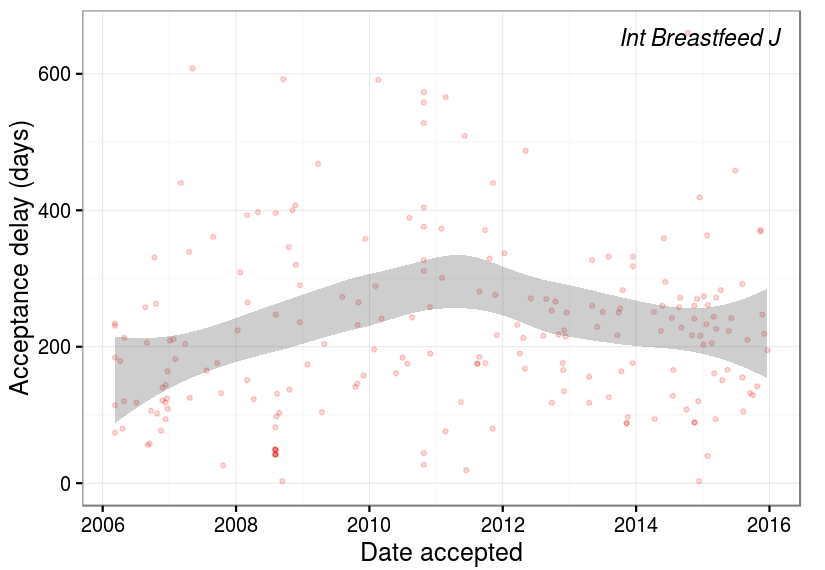 Int Breastfeed J
Acceptance delay (days)
600
400
200
0
2006 2008 2010 2012 2014 2016
Date accepted